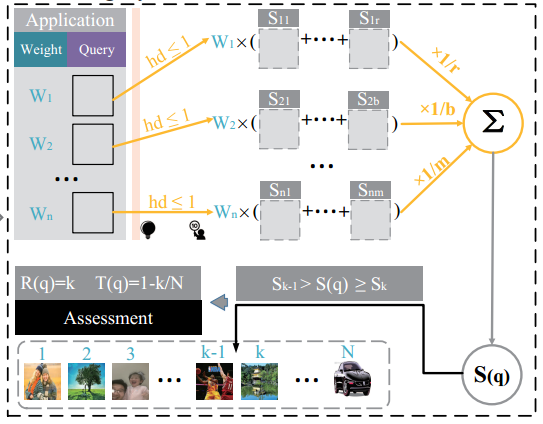 Application
Weight Query
W1 hd ≤ 1 W1×( S11 +•••+ S1r ) ×1/r
W2 hd ≤ 1 W2×( S21 +•••+ S2b ) ×1/b Σ
••• •••
Wn hd ≤ 1 Wn×( Sn1 +•••+ Snm ) ×1/m
R(q)=k T(q)=1-k/N Sk-1 > S(q) ≥ Sk
Assessment
1 2 3 ••• k-1 k ••• N
S(q)